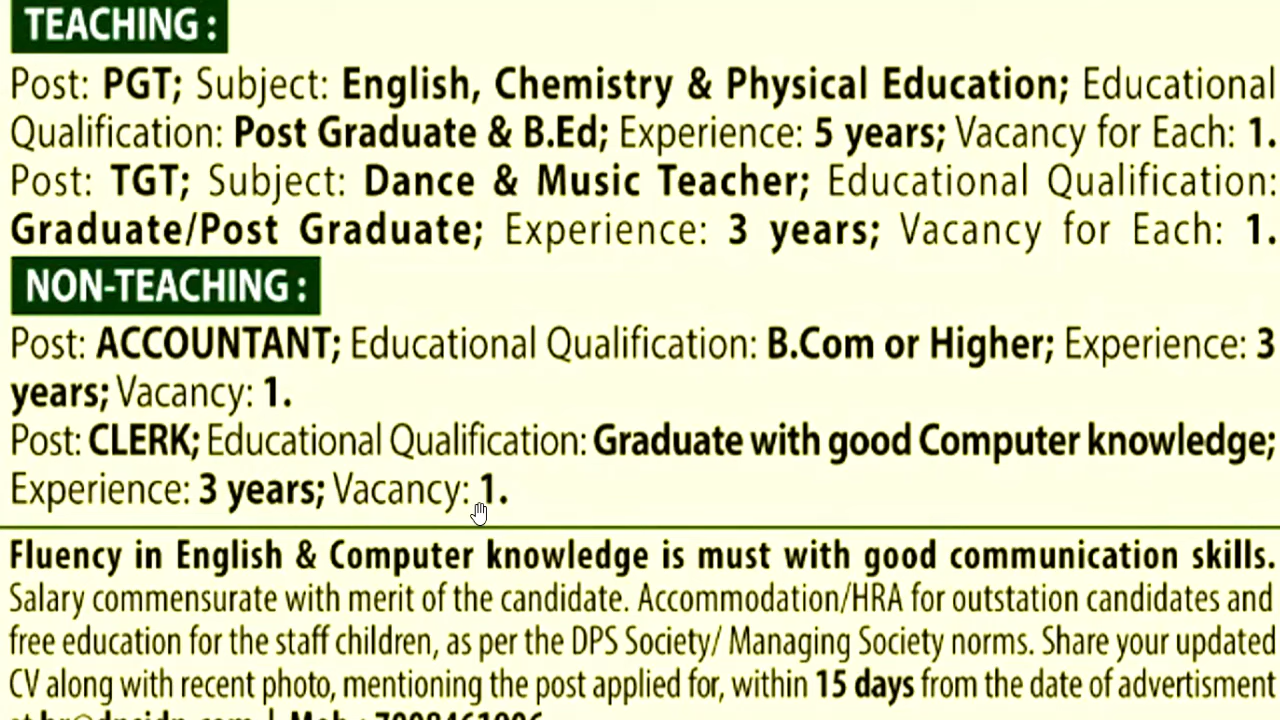 TEACHING :
Post: PGT; Subject: English, Chemistry & Physical Education; Educational
Qualification: Post Graduate & B.Ed; Experience: 5 years; Vacancy for Each: 1.
Post: TGT; Subject: Dance & Music Teacher; Educational Qualification:
Graduate/Post Graduate; Experience: 3 years; Vacancy for Each: 1.
NON-TEACHING :
Post: ACCOUNTANT; Educational Qualification: B.Com or Higher; Experience: 3
years; Vacancy: 1.
Post: CLERK; Educational Qualification: Graduate with good Computer knowledge;
Experience: 3 years; Vacancy: 1.
Fluency in English & Computer knowledge is must with good communication skills.
Salary commensurate with merit of the candidate. Accommodation/HRA for outstation candidates and
free education for the staff children, as per the DPS Society/ Managing Society norms. Share your updated
CV along with recent photo, mentioning the post applied for, within 15 days from the date of advertisment
at | Mob.: